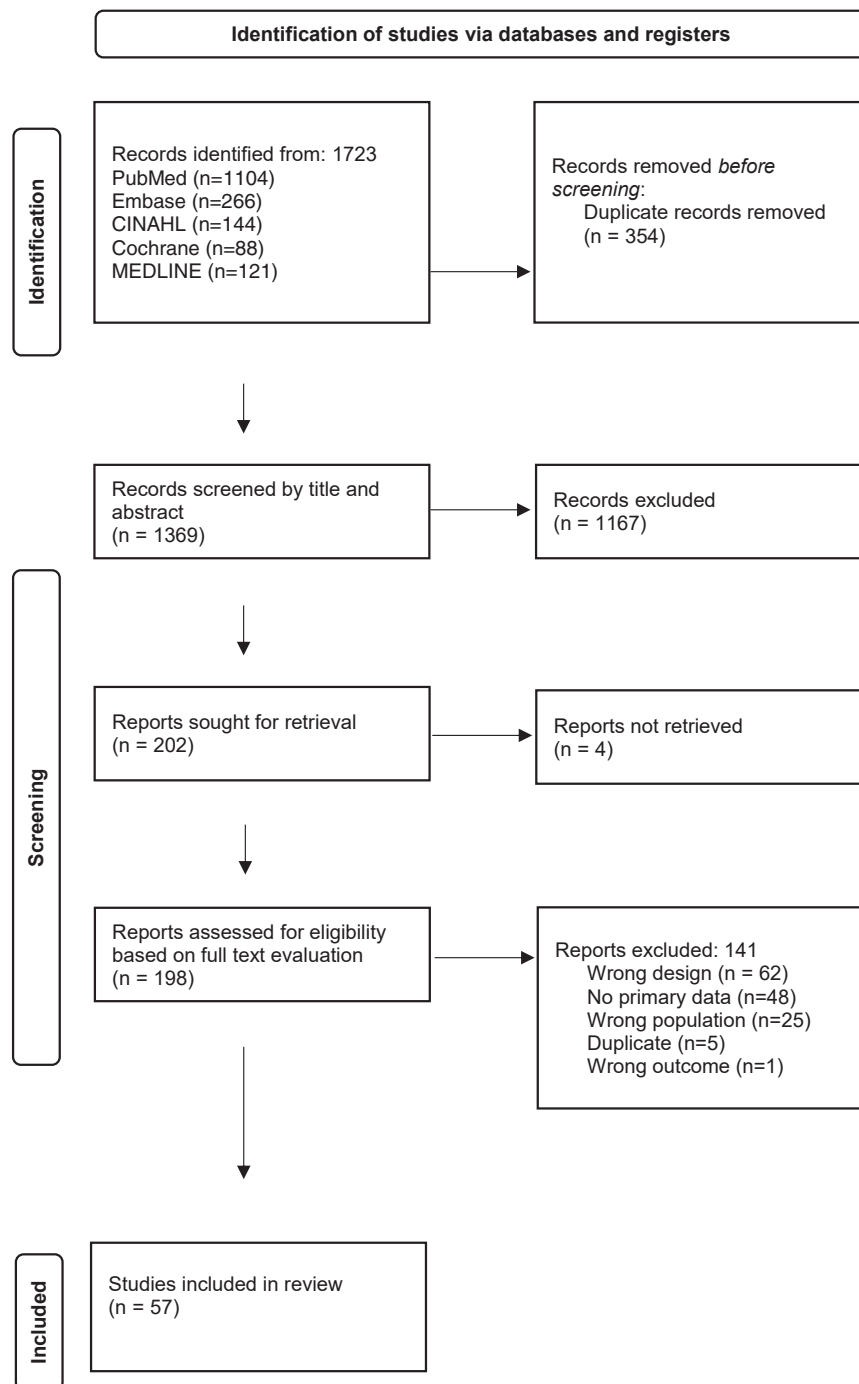 Identification of studies via databases and registers
Identification
Records identified from: 1723
PubMed (n=1104)
Embase (n=266)
CINAHL (n=144)
Cochrane (n=88)
MEDLINE (n=121)
Records removed before
screening:
Duplicate records removed
(n = 354)
Records screened by title and
abstract
(n = 1369)
Records excluded
(n = 1167)
Screening
Reports sought for retrieval
(n = 202)
Reports not retrieved
(n = 4)
Reports assessed for eligibility
based on full text evaluation
(n = 198)
Reports excluded: 141
Wrong design (n = 62)
No primary data (n=48)
Wrong population (n=25)
Duplicate (n=5)
Wrong outcome (n=1)
Included
Studies included in review
(n = 57)